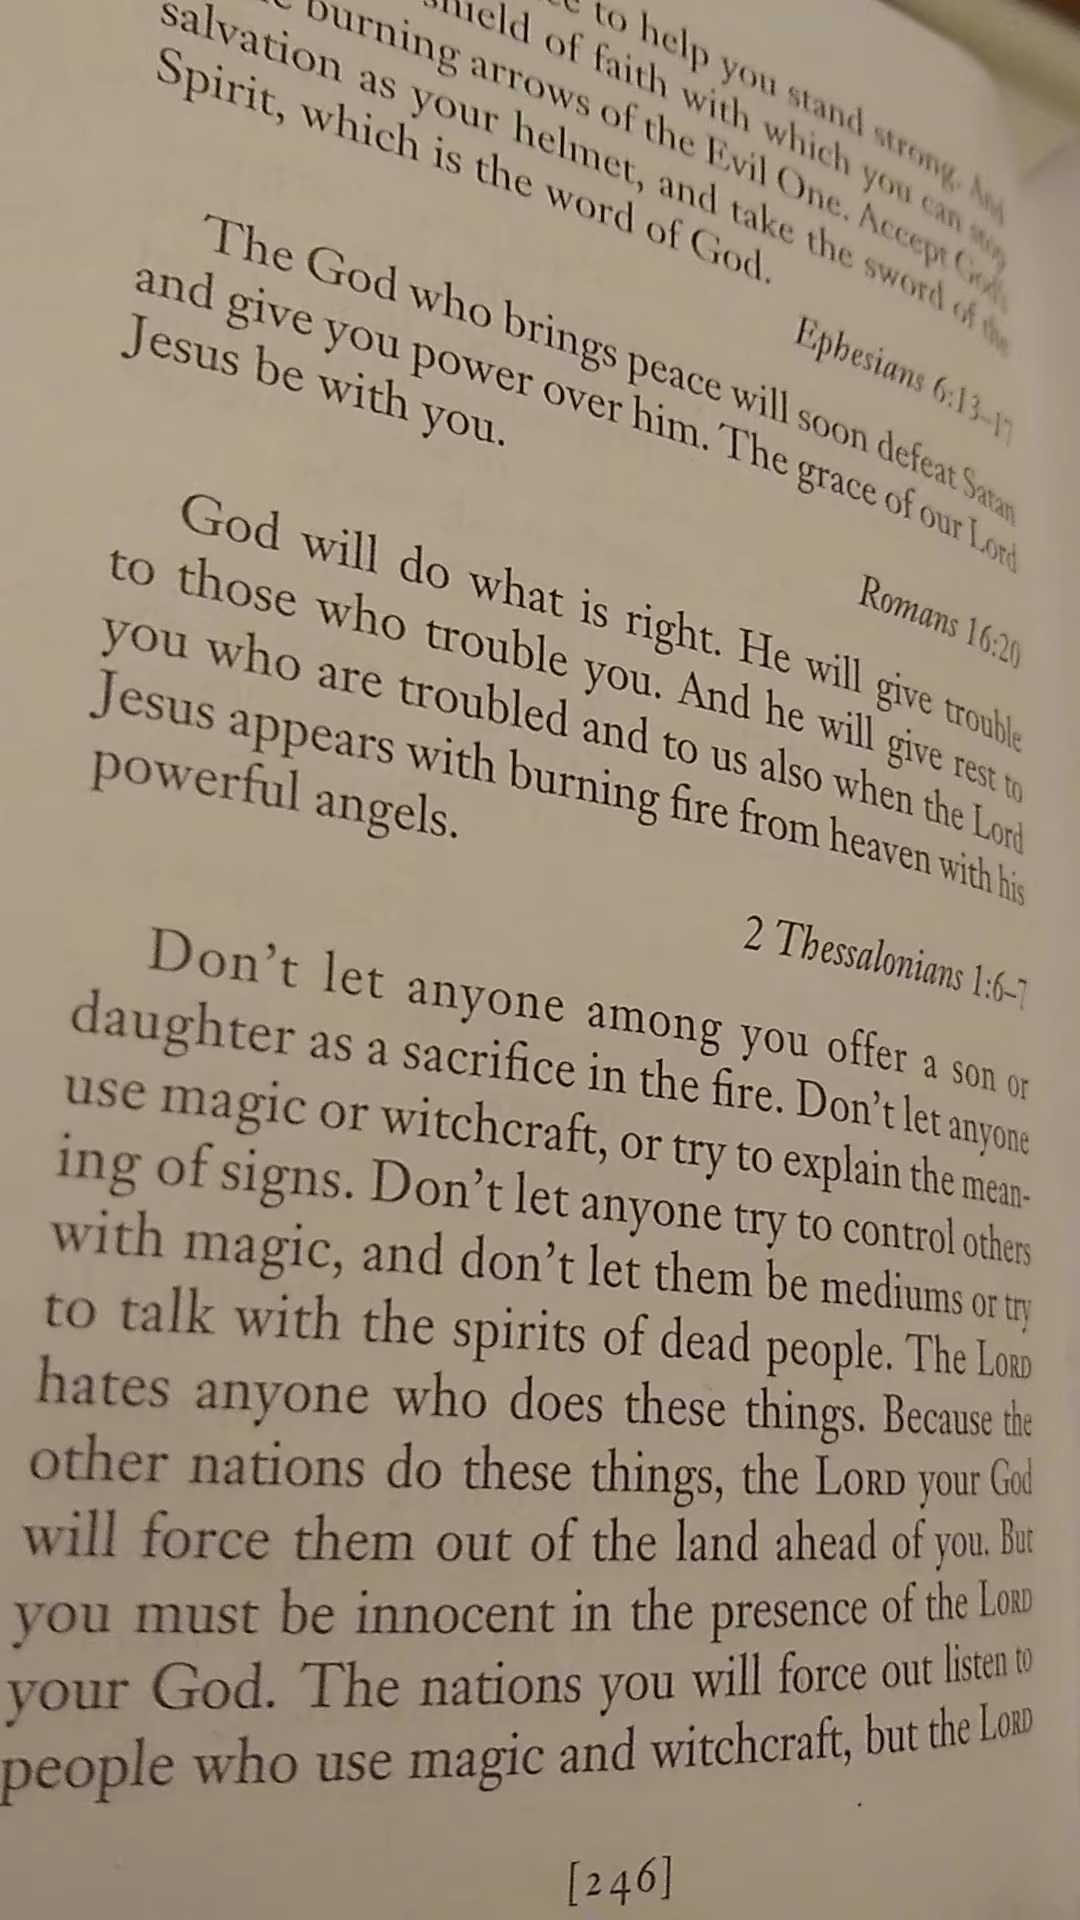 to help you stand strong. And
shield of faith with which you can stop
burning arrows of the Evil One. Accept God's
salvation as your helmet, and take the sword of the
Spirit, which is the word of God.
Ephesians 6:13–17
The God who brings peace will soon defeat Satan
and give you power over him. The grace of our Lord
Jesus be with you.
Romans 16:20
God will do what is right. He will give trouble
to those who trouble you. And he will give rest to
you who are troubled and to us also when the Lord
Jesus appears with burning fire from heaven with his
powerful angels.
2 Thessalonians 1:6–7
Don't let anyone among you offer a son or
daughter as a sacrifice in the fire. Don't let anyone
use magic or witchcraft, or try to explain the mean-
ing of signs. Don't let anyone try to control others
with magic, and don't let them be mediums or try
to talk with the spirits of dead people. The LORD
hates anyone who does these things. Because the
other nations do these things, the LORD your God
will force them out of the land ahead of you. But
you must be innocent in the presence of the LORD
your God. The nations you will force out listen to
people who use magic and witchcraft, but the LORD
[246]